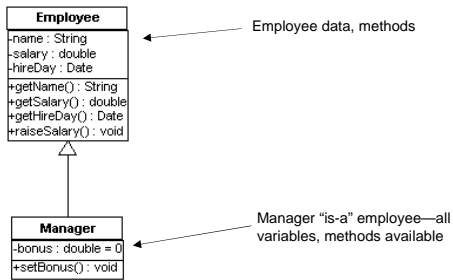 Employee
-name : String
-salary : double
-hireDay : Date
+getName() : String
+getSalary() : double
+getHireDay() : Date
+raiseSalary() : void
Employee data, methods
Manager
-bonus : double = 0
+setBonus() : void
Manager “is-a” employee—all
variables, methods available